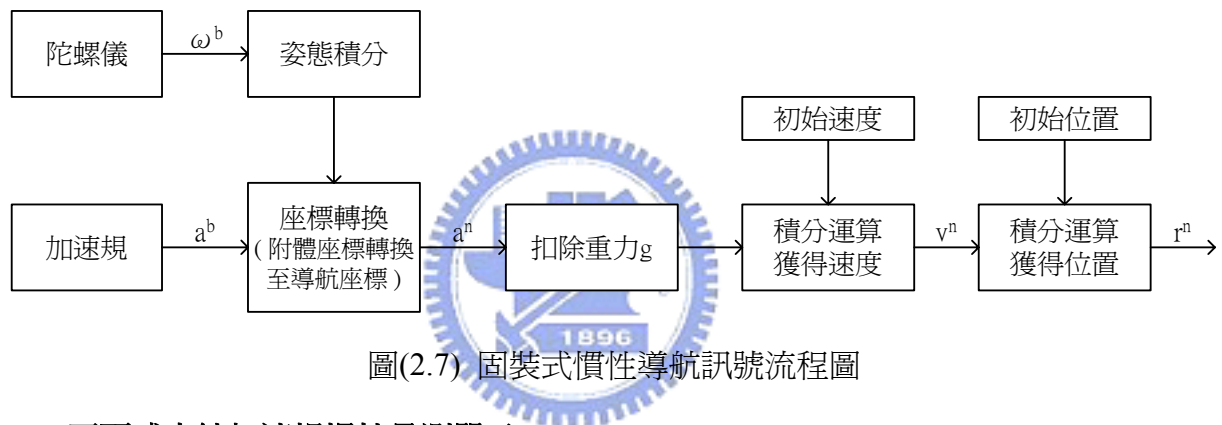 陀螺儀
ω^b
姿態積分
初始速度
初始位置
加速規
a^b
座標轉換
(附體座標轉換
至導航座標)
a^n
扣除重力g
積分運算
獲得速度
v^n
積分運算
獲得位置
r^n
1896
圖(2.7) 固裝式慣性導航訊號流程圖